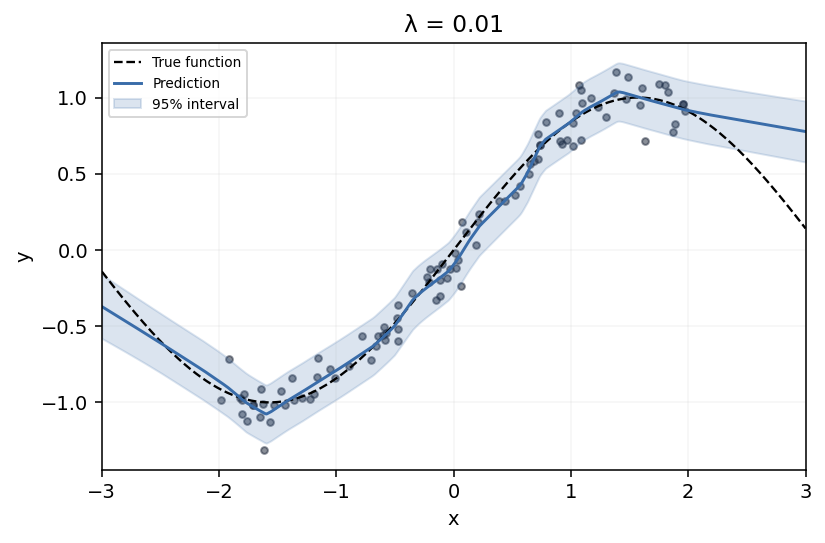 λ = 0.01
True function
Prediction
95% interval
1.0
0.5
0.0
−0.5
−1.0
y
−3 −2 −1 0 1 2 3
x